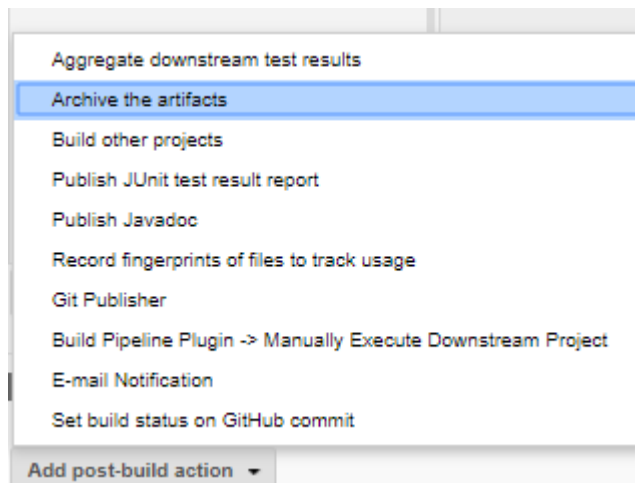 Aggregate downstream test results
Archive the artifacts
Build other projects
Publish JUnit test result report
Publish Javadoc
Record fingerprints of files to track usage
Git Publisher
Build Pipeline Plugin -> Manually Execute Downstream Project
E-mail Notification
Set build status on GitHub commit
Add post-build action